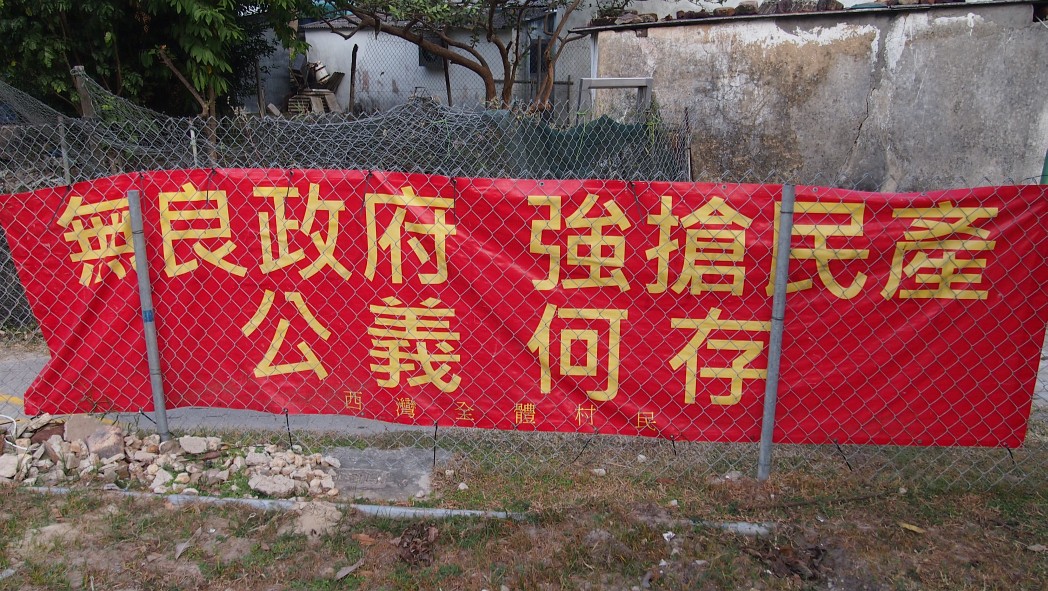 無良政府 強搶民產
公義何存
西灣全體村民